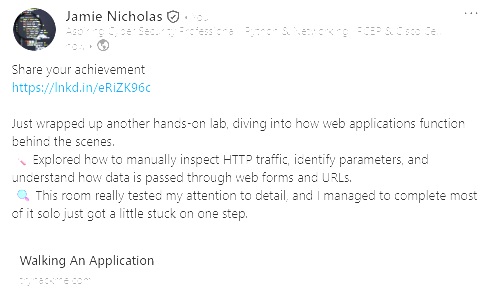 Jamie Nicholas • You
Aspiring Cyber Security Professional | Python & Networking | PCEP & Cisco Ce
now •
Share your achievement
https://lnkd.in/eRiZK96c
Just wrapped up another hands-on lab, diving into how web applications function
behind the scenes.
Explored how to manually inspect HTTP traffic, identify parameters, and
understand how data is passed through web forms and URLs.
This room really tested my attention to detail, and I managed to complete most
of it solo just got a little stuck on one step.
Walking An Application
tryhackme.com